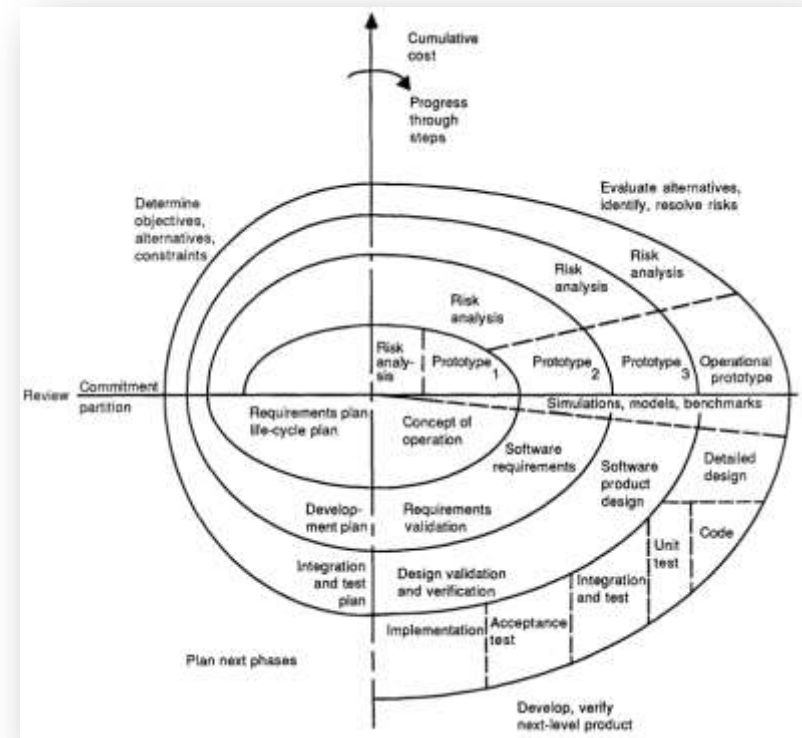 Cumulative
cost
Progress
through
steps
Determine
objectives,
alternatives,
constraints
Evaluate alternatives,
identify, resolve risks
Risk
analysis
Risk
analysis
Risk
analysis
Risk
analy-
sis
Prototype 1
Prototype 2
Prototype 3
Operational
prototype
Review
Commitment
partition
Simulations, models, benchmarks
Requirements plan
life-cycle plan
Concept of
operation
Software
requirements
Software
product
design
Detailed
design
Develop-
ment plan
Requirements
validation
Integration
and test
plan
Design validation
and verification
Integration
and test
Unit
test
Code
Implementation
Acceptance
test
Plan next phases
Develop, verify
next-level product